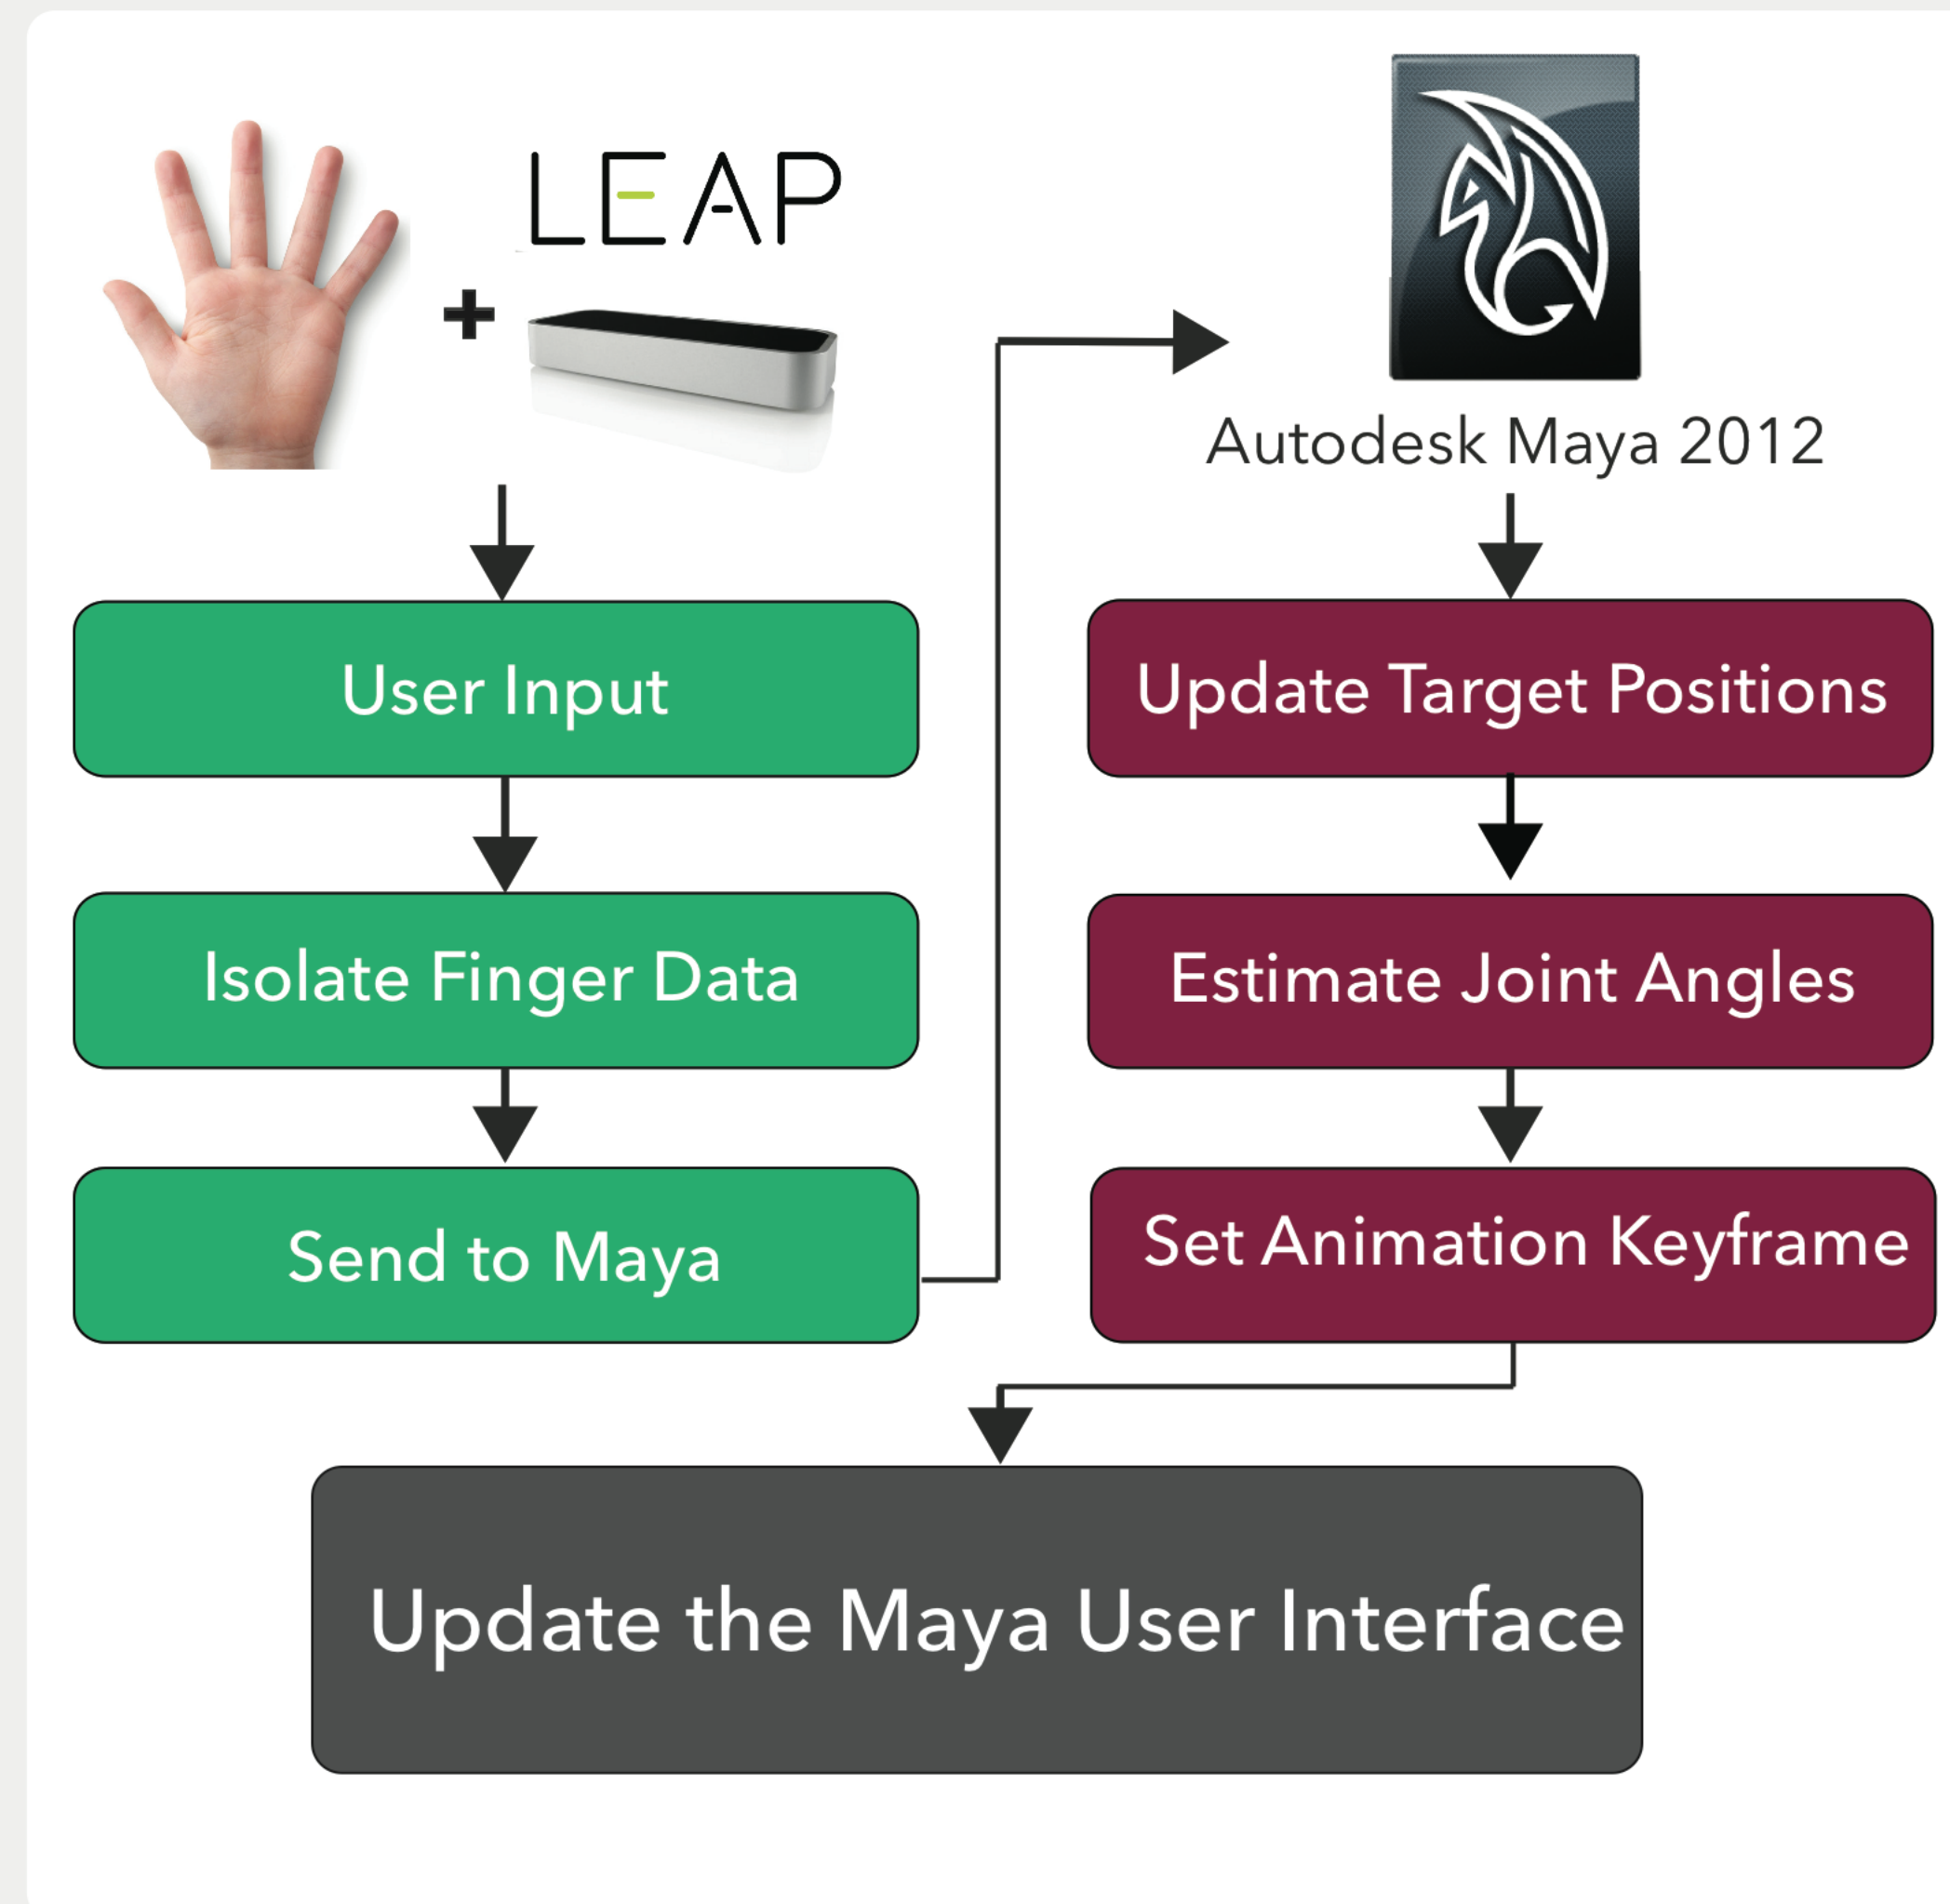 LEAP
User Input
Isolate Finger Data
Send to Maya
Autodesk Maya 2012
Update Target Positions
Estimate Joint Angles
Set Animation Keyframe
Update the Maya User Interface